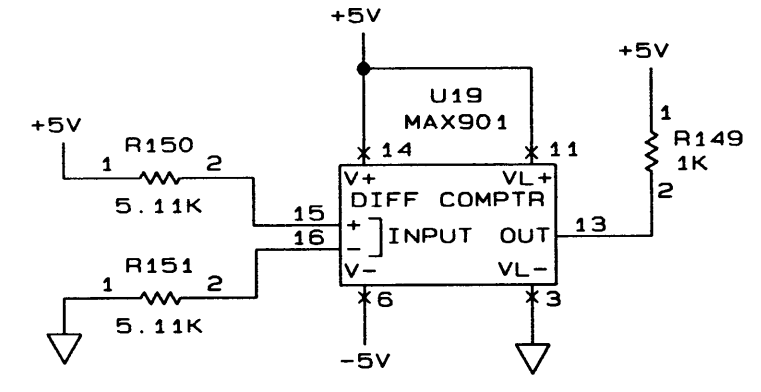 +5V
+5V
U19
MAX901
+5V
R150
1 2
5.11K
14 11
1
R149
1K
2
V+ VL+
DIFF COMPTR
15
+
16
-
INPUT OUT
13
R151
1 2
5.11K
V- VL-
6 3
-5V